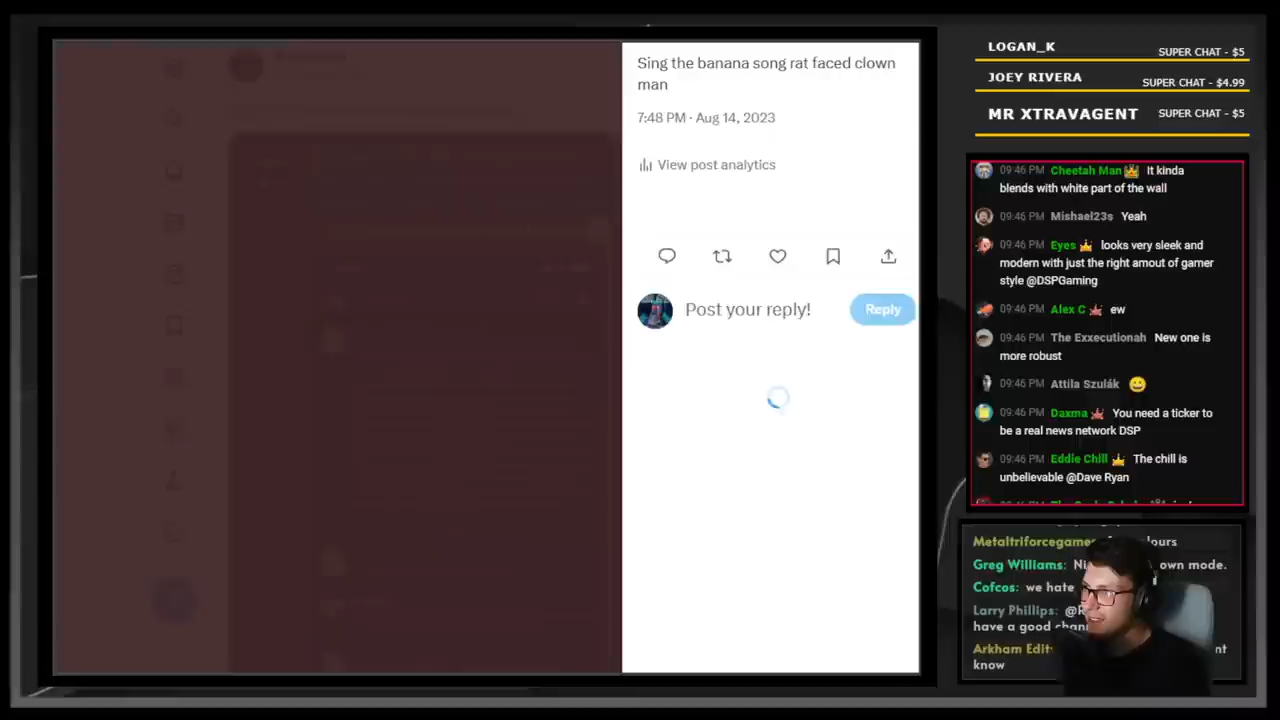 Sing the banana song rat faced clown
man
7:48 PM · Aug 14, 2023
View post analytics
Post your reply!
Reply
LOGAN_K
SUPER CHAT - $5
JOEY RIVERA
SUPER CHAT - $4.99
MR XTRAVAGENT
SUPER CHAT - $5
09:46 PM Cheetah Man It kinda
blends with white part of the wall
09:46 PM Mishael23s Yeah
09:46 PM Eyes looks very sleek and
modern with just the right amout of gamer
style @DSPGaming
09:46 PM Alex C ew
09:46 PM The Exxecutionah New one is
more robust
09:46 PM Attila Szulák 😀
09:46 PM Daxma You need a ticker to
be a real news network DSP
09:46 PM Eddie Chill The chill is
unbelievable @Dave Ryan
Metaltriforcegamer
Greg Williams: own mode.
Cofcos: we hate
Larry Phillips:
have a good
Arkham
know